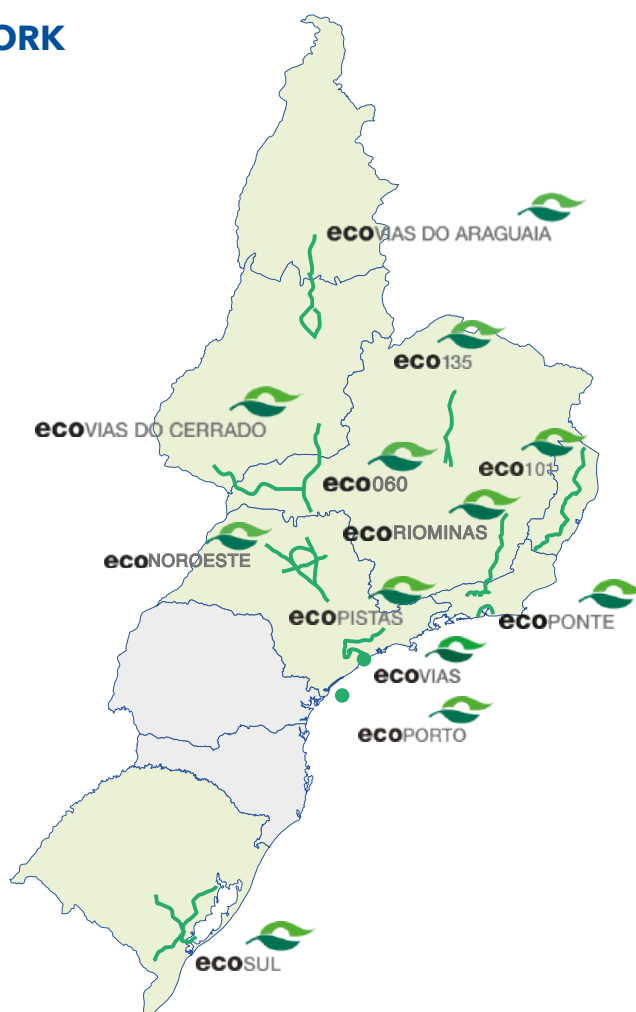 ORK
ecoVIAS DO ARAGUAIA
eco135
ecoVIAS DO CERRADO
eco101
eco060
ecoRIOMINAS
ecoNOROESTE
ecoPISTAS
ecoPONTE
ecoVIAS
ecoPORTO
ecoSUL